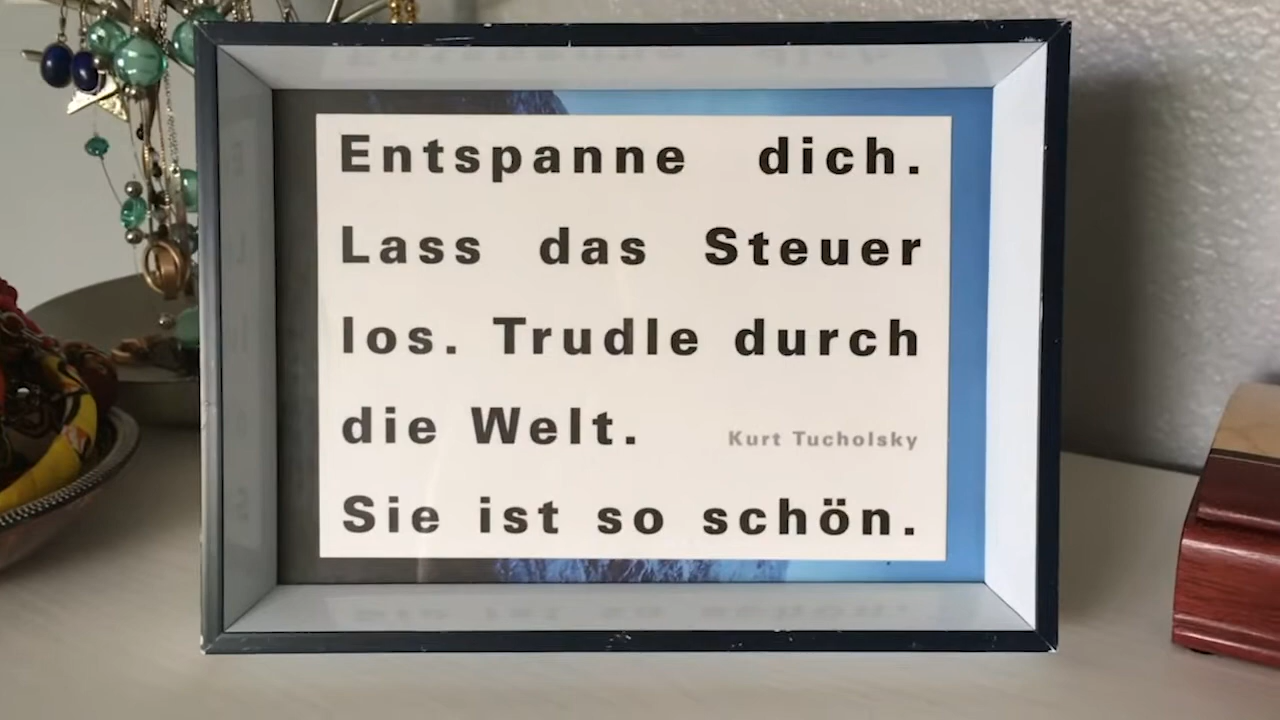 Entspanne dich.
Lass das Steuer
los. Trudle durch
die Welt.
Kurt Tucholsky
Sie ist so schön.